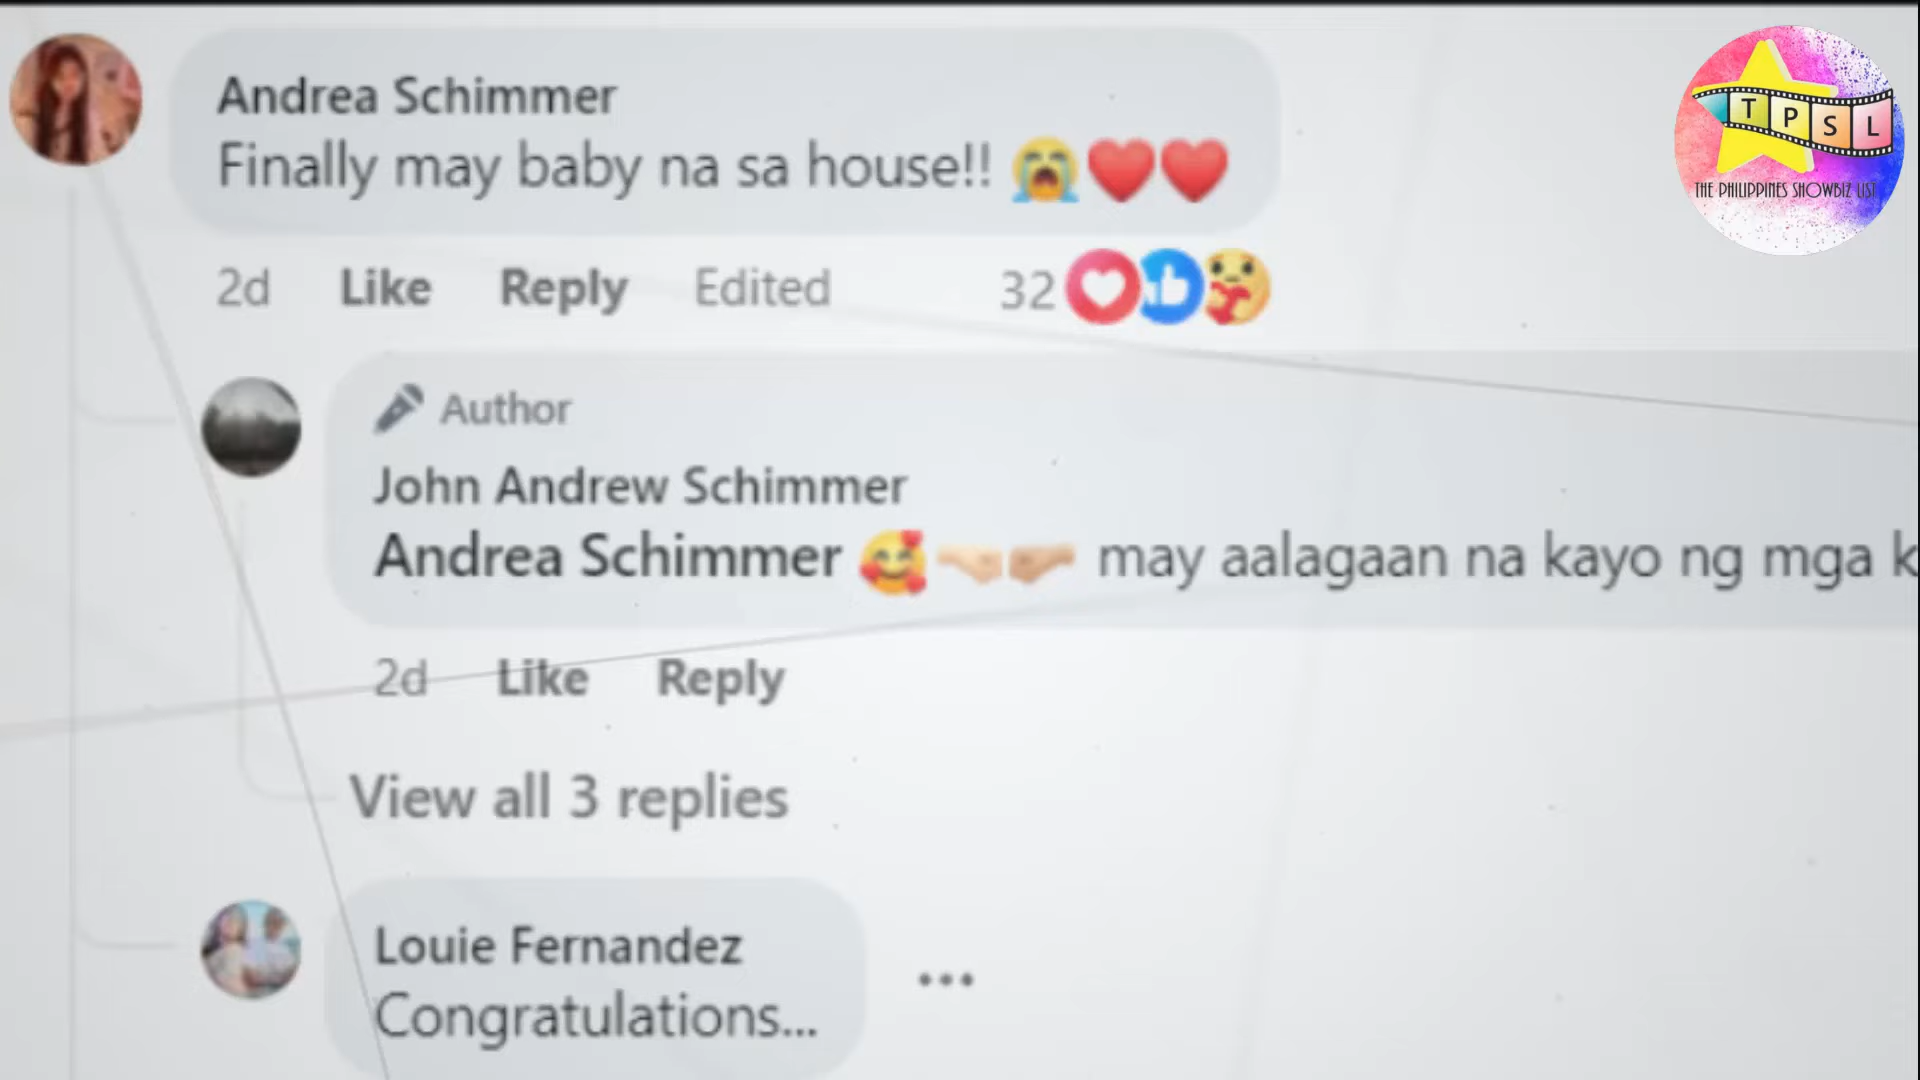 Andrea Schimmer
Finally may baby na sa house!! 😭❤️❤️
2d Like Reply Edited 32
Author
John Andrew Schimmer
Andrea Schimmer 🥰🫱🏻‍🫲🏽 may aalagaan na kayo ng mga k
2d Like Reply
View all 3 replies
Louie Fernandez
Congratulations...
T P S L
THE PHILIPPINES SHOWBIZ LIST